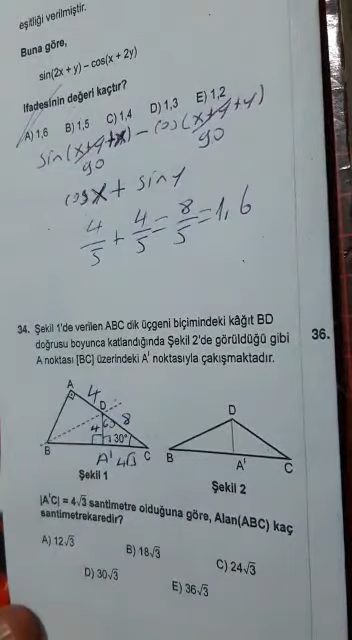 eşitliği verilmiştir.
Buna göre,
sin(2x + y) – cos(x + 2y)
ifadesinin değeri kaçtır?
A) 1,6 B) 1,5 C) 1,4 D) 1,3 E) 1,2
sin(x+y+x) – cos(x+y+y)
90 90
cosx + siny
4/5 + 4/5 = 8/5 = 1,6
34. Şekil 1'de verilen ABC dik üçgeni biçimindeki kâğıt BD
doğrusu boyunca katlandığında Şekil 2'de görüldüğü gibi
A noktası [BC] üzerindeki A' noktasıyla çakışmaktadır.
36.
A 4
D
4 60 8
30°
B A' 4√3 C
Şekil 1
D
B A' C
Şekil 2
|A'C| = 4√3 santimetre olduğuna göre, Alan(ABC) kaç
santimetrekaredir?
A) 12√3 B) 18√3 C) 24√3
D) 30√3 E) 36√3